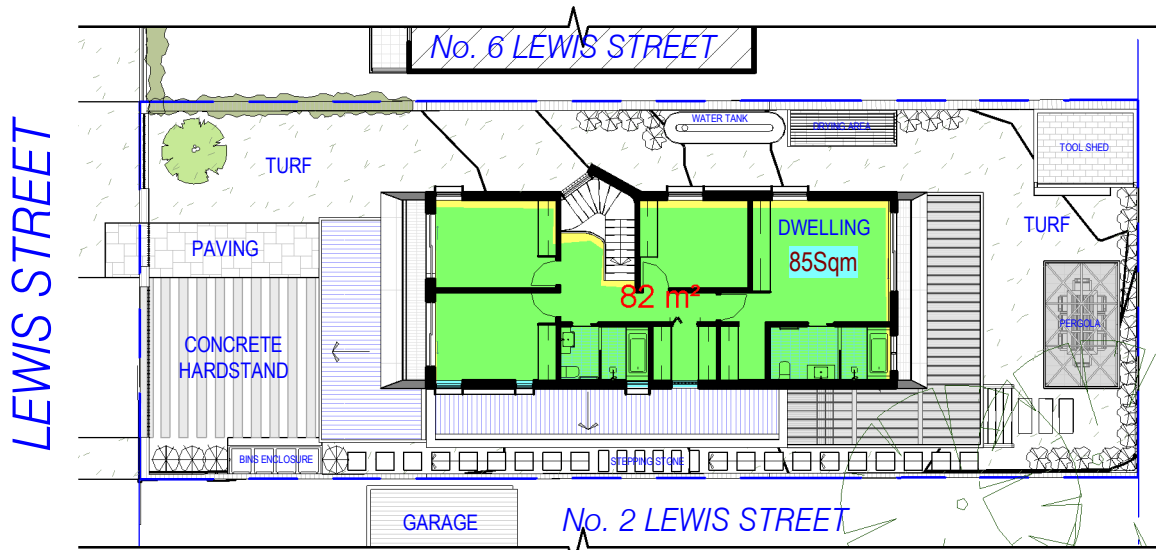 No. 6 LEWIS STREET
WATER TANK
DRYING AREA
TOOL SHED
TURF
LEWIS STREET
PAVING
DWELLING
85Sqm
TURF
82 m²
PERGOLA
CONCRETE
HARDSTAND
BINS ENCLOSURE
STEPPING STONE
GARAGE
No. 2 LEWIS STREET